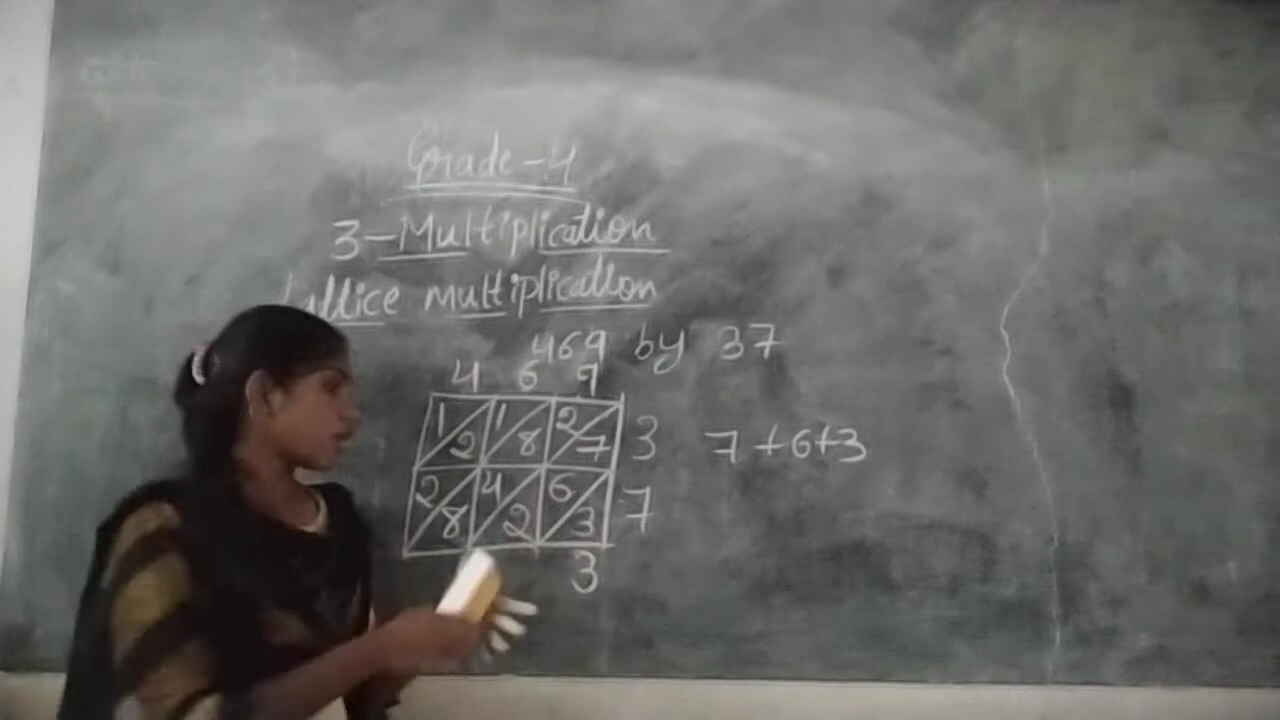 Grade-4
3-Multiplication
Lattice multiplication
469 by 37
4 6 9
1 2 1 8 2 7 3 7+6+3
2 8 4 2 6 3 7
3